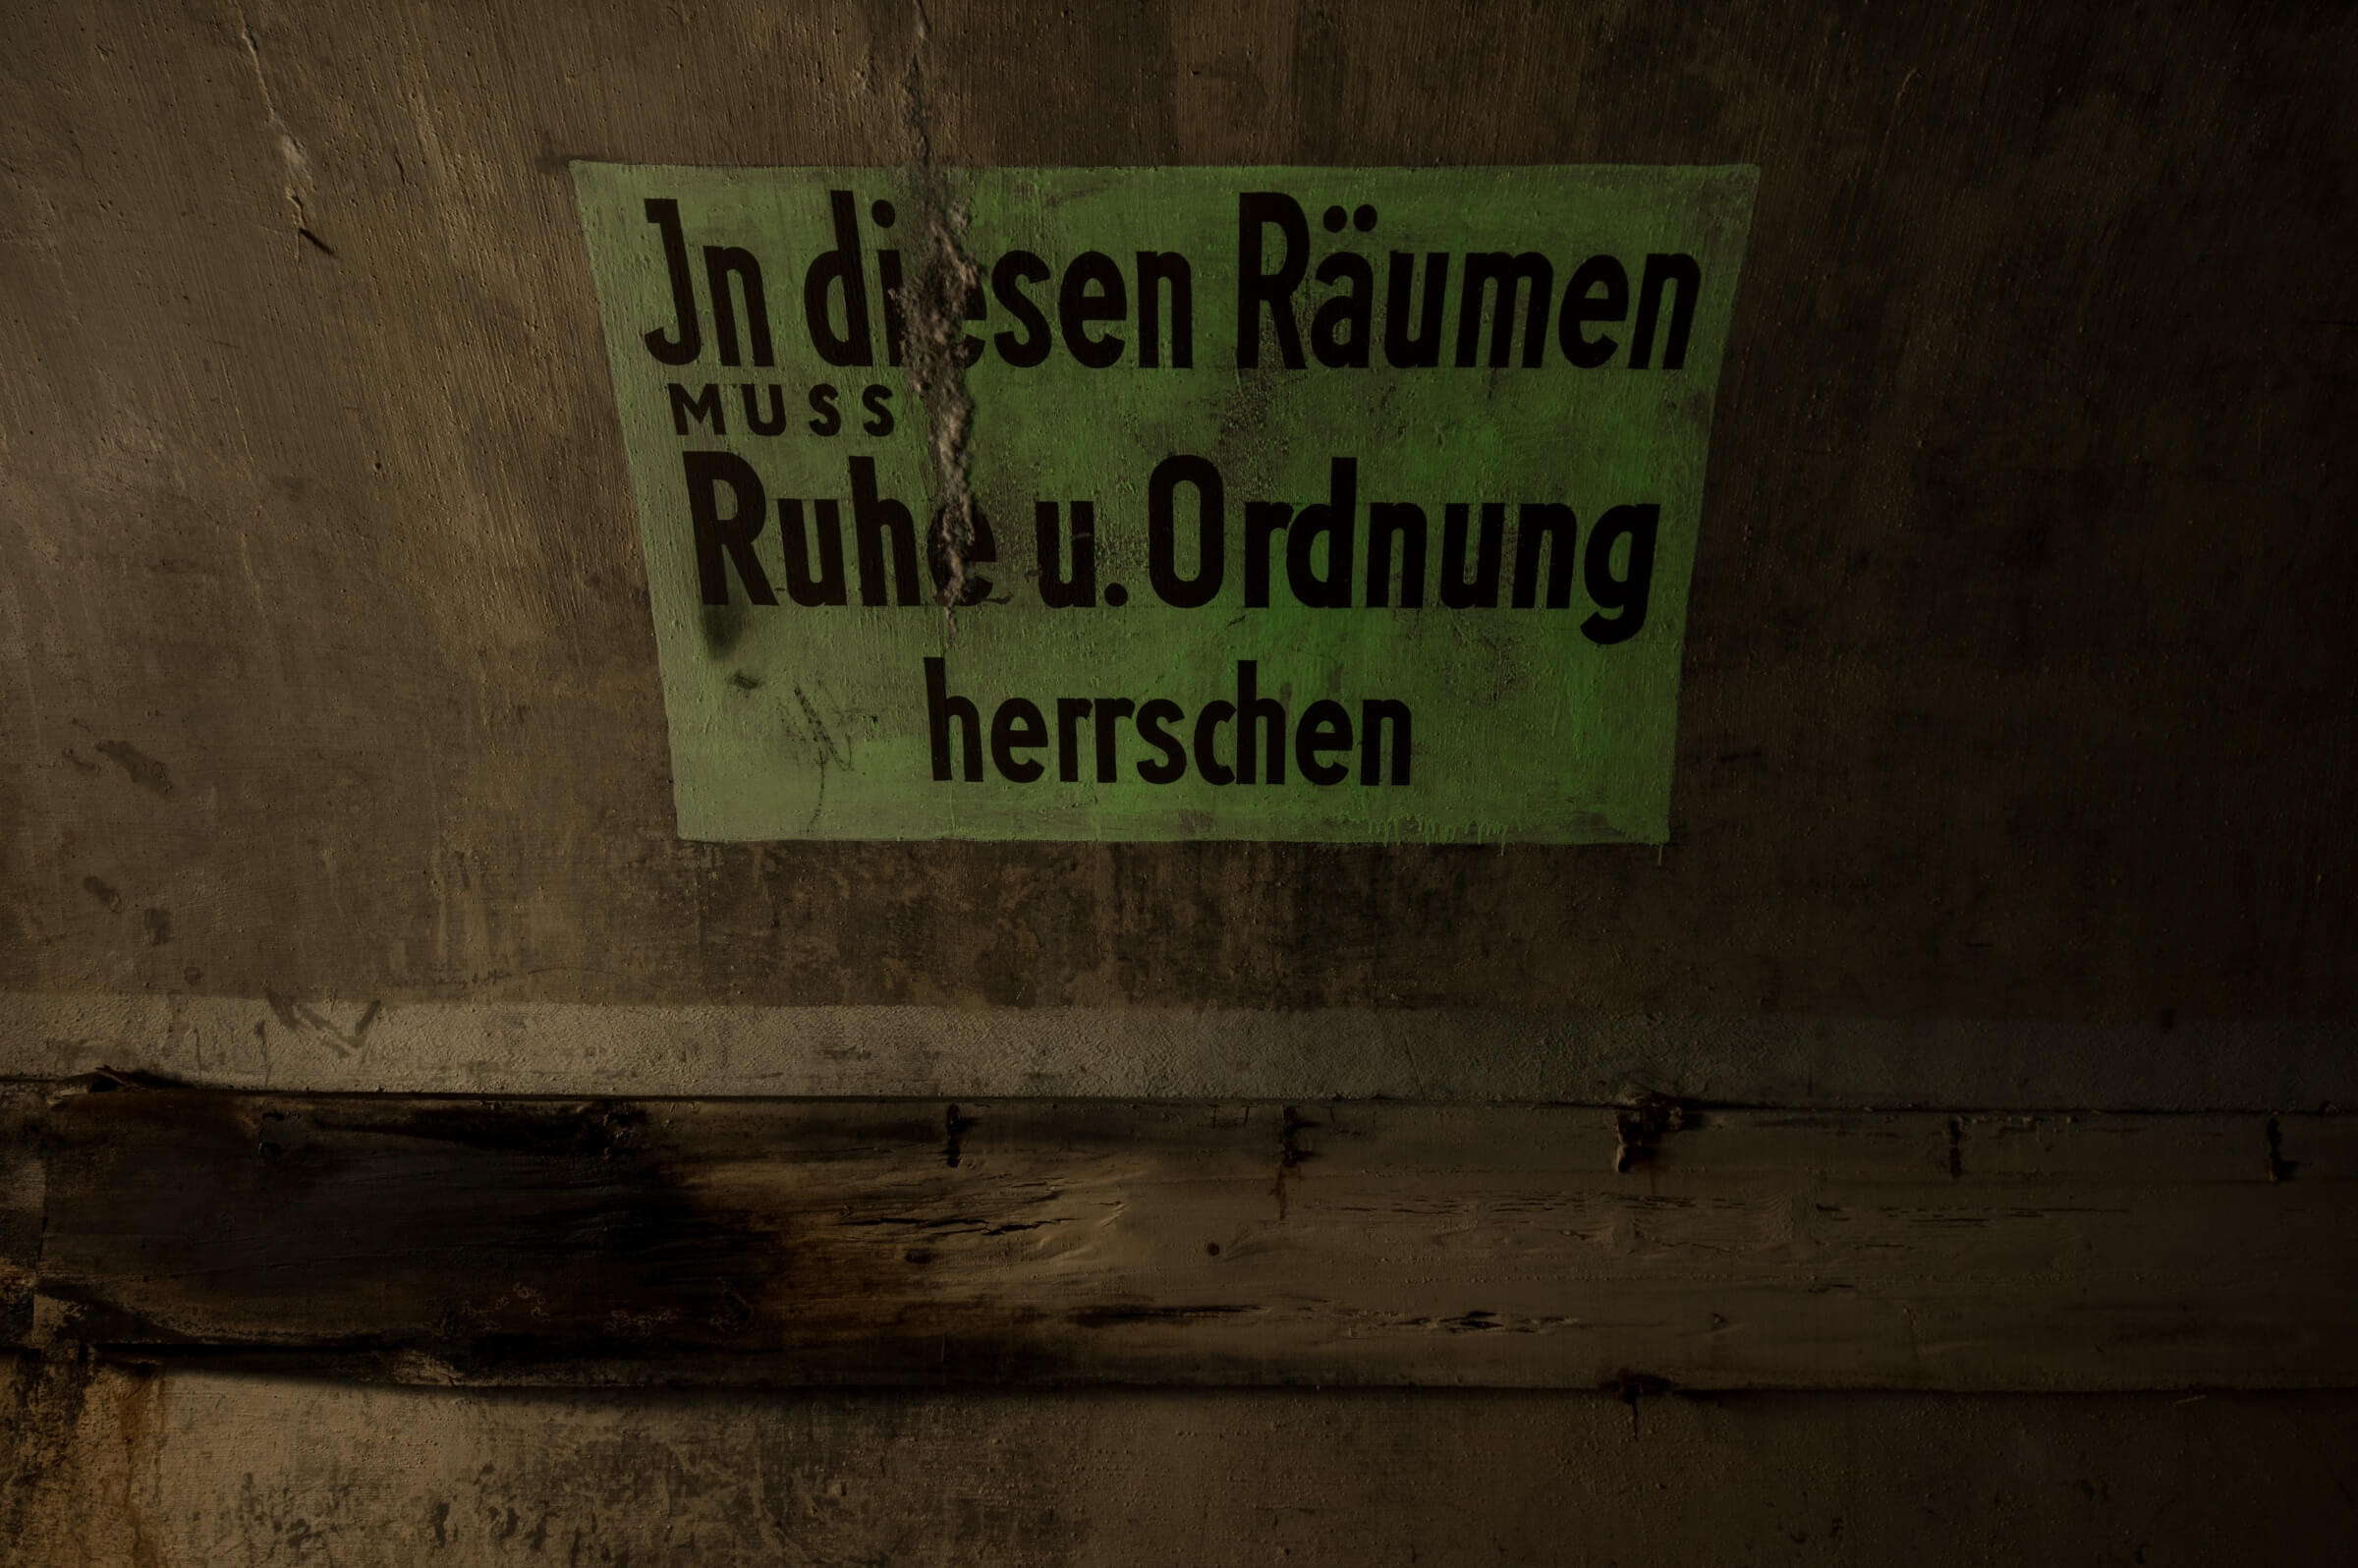 Jn diesen Räumen
MUSS
Ruhe u. Ordnung
herrschen